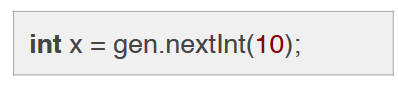 int x = gen.nextInt(10);